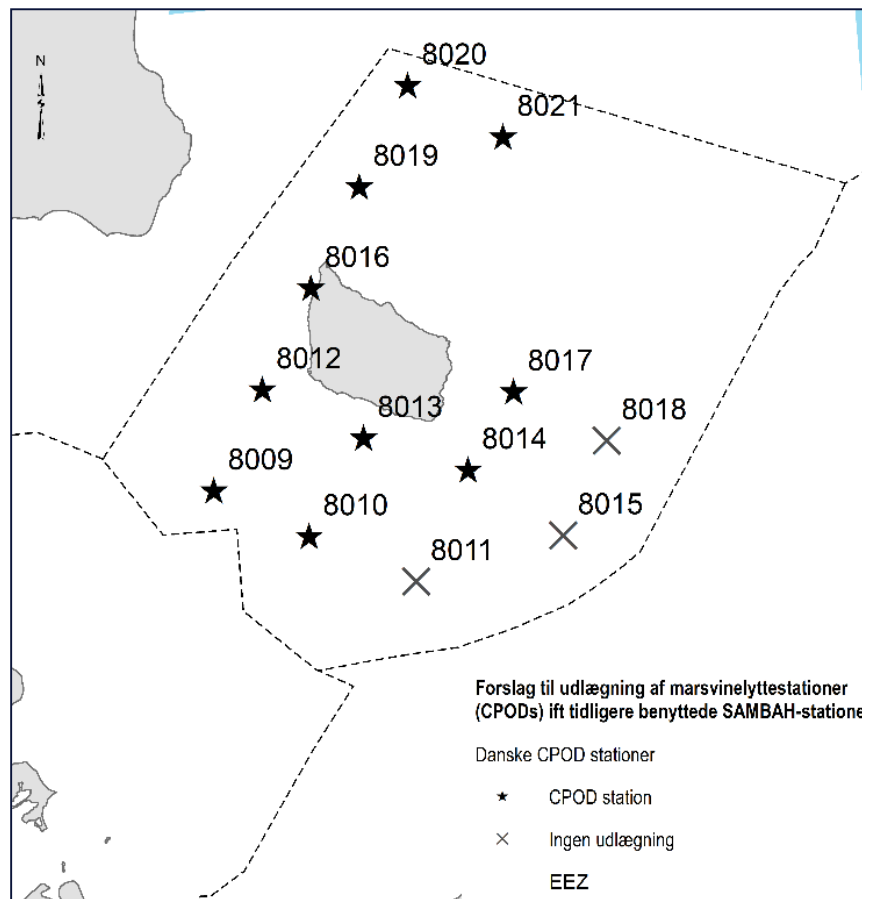 8020
N
8021
8019
8016
8012
8017
8013
8018
8014
8009
8015
8010
8011
Forslag til udlægning af marsvinelyttestationer
(CPODs) ift tidligere benyttede SAMBAH-statione
Danske CPOD stationer
CPOD station
Ingen udlægning
EEZ